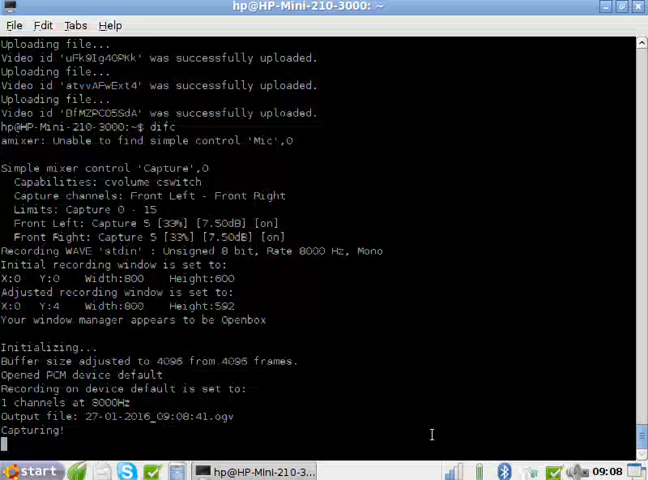 hp@HP-Mini-210-3000: ~
File Edit Tabs Help
Uploading file...
Video id 'uFk9Ig40PKk' was successfully uploaded.
Uploading file...
Video id 'atvvAFwExt4' was successfully uploaded.
Uploading file...
Video id 'BfMZPC05SdA' was successfully uploaded.
hp@HP-Mini-210-3000:~$ difc
amixer: Unable to find simple control 'Mic',0
Simple mixer control 'Capture',0
Capabilities: cvolume cswitch
Capture channels: Front Left - Front Right
Limits: Capture 0 - 15
Front Left: Capture 5 [33%] [7.50dB] [on]
Front Right: Capture 5 [33%] [7.50dB] [on]
Recording WAVE 'stdin' : Unsigned 8 bit, Rate 8000 Hz, Mono
Initial recording window is set to:
X:0 Y:0 Width:800 Height:600
Adjusted recording window is set to:
X:0 Y:4 Width:800 Height:592
Your window manager appears to be Openbox
Initializing...
Buffer size adjusted to 4096 from 4096 frames.
Opened PCM device default
Recording on device default is set to:
1 channels at 8000Hz
Output file: 27-01-2016_09:08:41.ogv
Capturing!
start hp@HP-Mini-210-3... 09:08